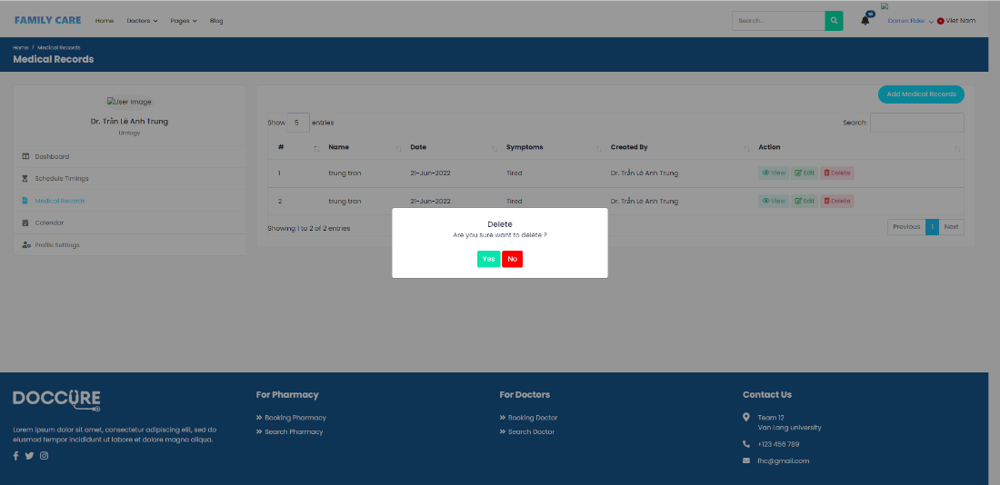 FAMILY CARE Home Doctors Pages Blog Search... Darren Elder Viet Nam
Home / Medical Records
Medical Records
Add Medical Records
User Image
Dr. Trần Lê Anh Trung
Urology
Dashboard
Schedule Timings
Medical Records
Calendar
Profile Settings
Show 5 entries Search:
# Name Date Symptoms Created By Action
1 trung tran 21-Jun-2022 Tired Dr. Trần Lê Anh Trung View Edit Delete
2 trung tran 21-Jun-2022 Tired Dr. Trần Lê Anh Trung View Edit Delete
Showing 1 to 2 of 2 entries Previous 1 Next
Delete
Are you sure want to delete ?
Yes No
DOCCURE
Lorem ipsum dolor sit amet, consectetur adipiscing elit, sed do
eiusmod tempor incididunt ut labore et dolore magna aliqua.
For Pharmacy
Booking Pharmacy
Search Pharmacy
For Doctors
Booking Doctor
Search Doctor
Contact Us
Team 12
Van Lang university
+123 456 789
fhc@gmail.com